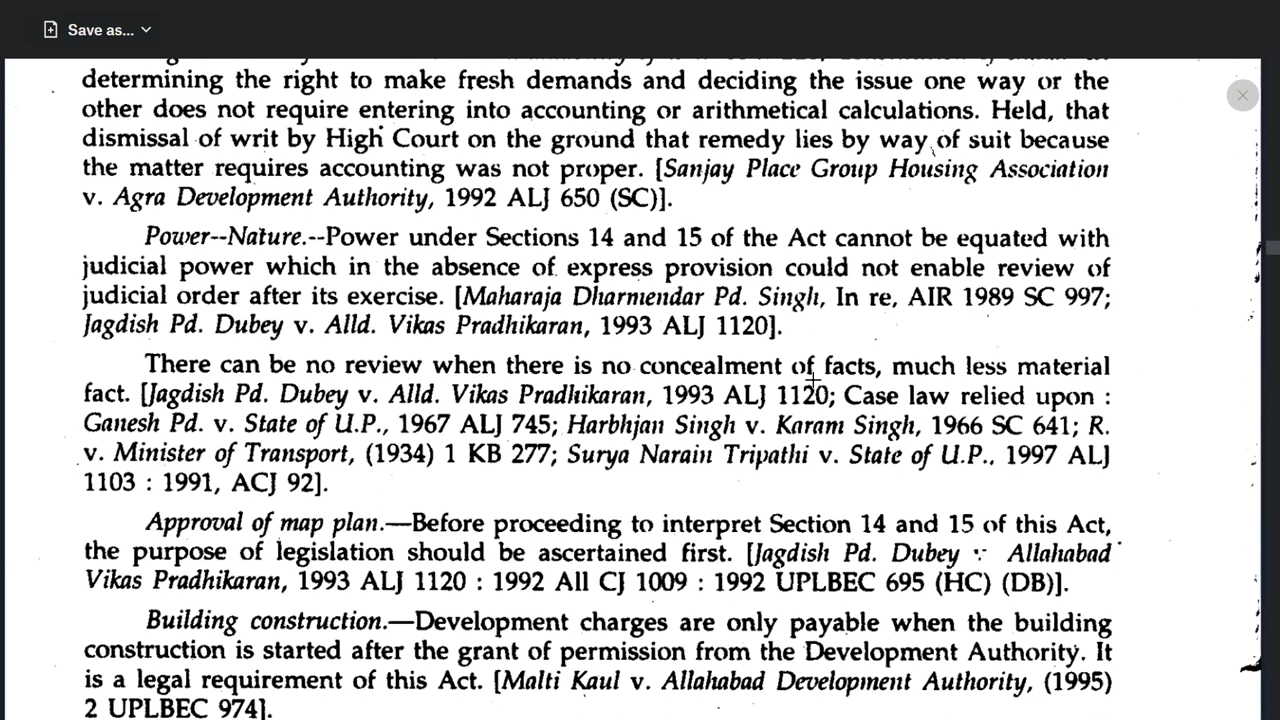 Save as...
determining the right to make fresh demands and deciding the issue one way or the
other does not require entering into accounting or arithmetical calculations. Held, that
dismissal of writ by High Court on the ground that remedy lies by way of suit because
the matter requires accounting was not proper. [Sanjay Place Group Housing Association
v. Agra Development Authority, 1992 ALJ 650 (SC)].
Power--Nature.--Power under Sections 14 and 15 of the Act cannot be equated with
judicial power which in the absence of express provision could not enable review of
judicial order after its exercise. [Maharaja Dharmendar Pd. Singh, In re, AIR 1989 SC 997;
Jagdish Pd. Dubey v. Alld. Vikas Pradhikaran, 1993 ALJ 1120].
There can be no review when there is no concealment of facts, much less material
fact. [Jagdish Pd. Dubey v. Alld. Vikas Pradhikaran, 1993 ALJ 1120; Case law relied upon :
Ganesh Pd. v. State of U.P., 1967 ALJ 745; Harbhjan Singh v. Karam Singh, 1966 SC 641; R.
v. Minister of Transport, (1934) 1 KB 277; Surya Narain Tripathi v. State of U.P., 1997 ALJ
1103 : 1991, ACJ 92].
Approval of map plan.—Before proceeding to interpret Section 14 and 15 of this Act,
the purpose of legislation should be ascertained first. [Jagdish Pd. Dubey v. Allahabad
Vikas Pradhikaran, 1993 ALJ 1120 : 1992 All CJ 1009 : 1992 UPLBEC 695 (HC) (DB)].
Building construction.—Development charges are only payable when the building
construction is started after the grant of permission from the Development Authority. It
is a legal requirement of this Act. [Malti Kaul v. Allahabad Development Authority, (1995)
2 UPLBEC 974].